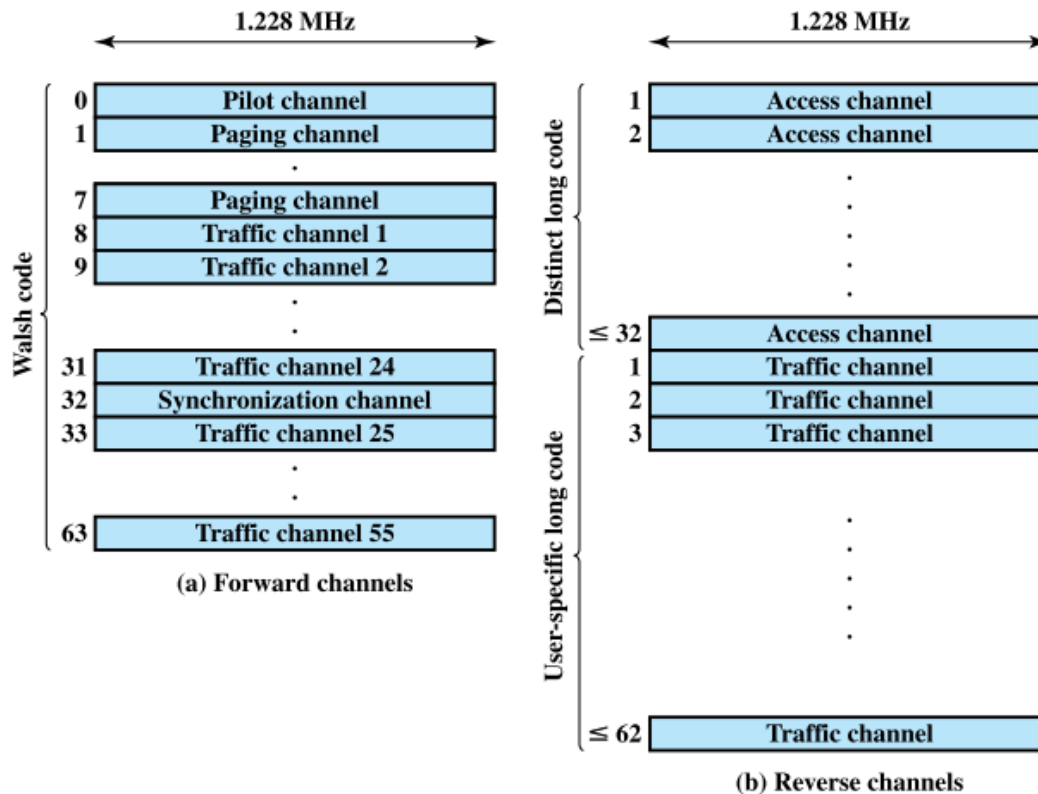 1.228 MHz
Walsh code
0 Pilot channel
1 Paging channel
7 Paging channel
8 Traffic channel 1
9 Traffic channel 2
31 Traffic channel 24
32 Synchronization channel
33 Traffic channel 25
63 Traffic channel 55
(a) Forward channels
1.228 MHz
Distinct long code
1 Access channel
2 Access channel
≦ 32 Access channel
User-specific long code
1 Traffic channel
2 Traffic channel
3 Traffic channel
≦ 62 Traffic channel
(b) Reverse channels